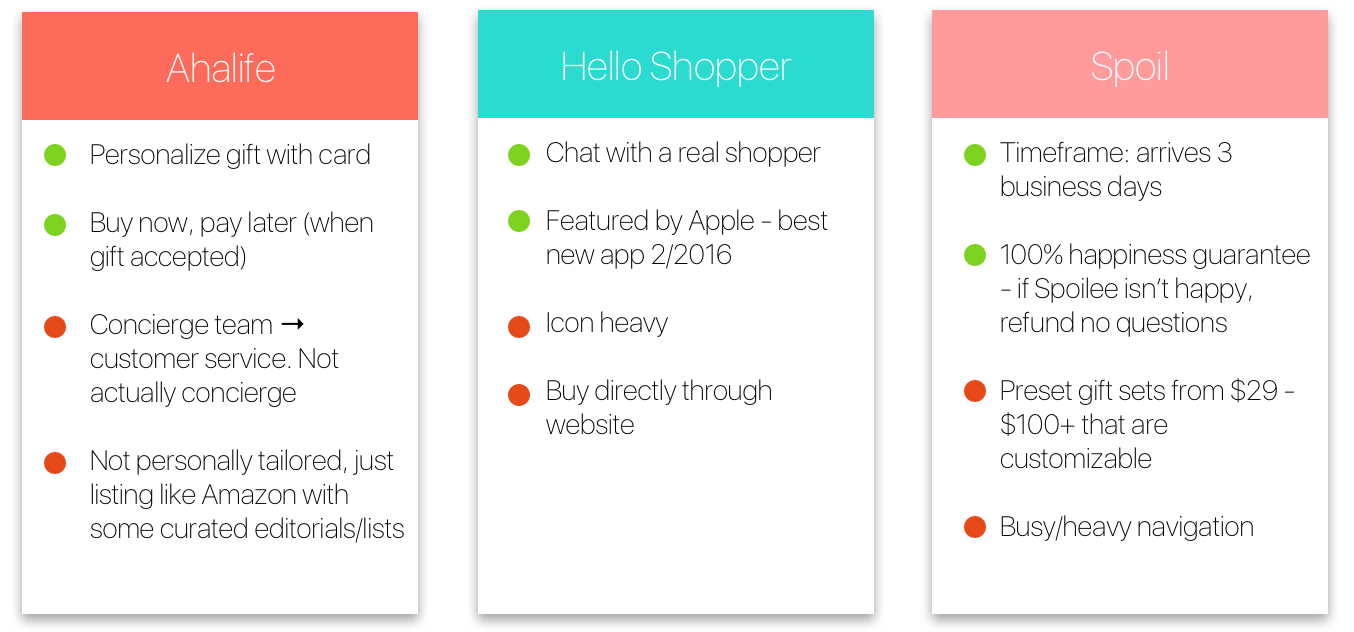 Ahalife
Personalize gift with card
Buy now, pay later (when
gift accepted)
Concierge team →
customer service. Not
actually concierge
Not personally tailored, just
listing like Amazon with
some curated editorials/lists
Hello Shopper
Chat with a real shopper
Featured by Apple - best
new app 2/2016
Icon heavy
Buy directly through
website
Spoil
Timeframe: arrives 3
business days
100% happiness guarantee
- if Spoilee isn't happy,
refund no questions
Preset gift sets from $29 -
$100+ that are
customizable
Busy/heavy navigation